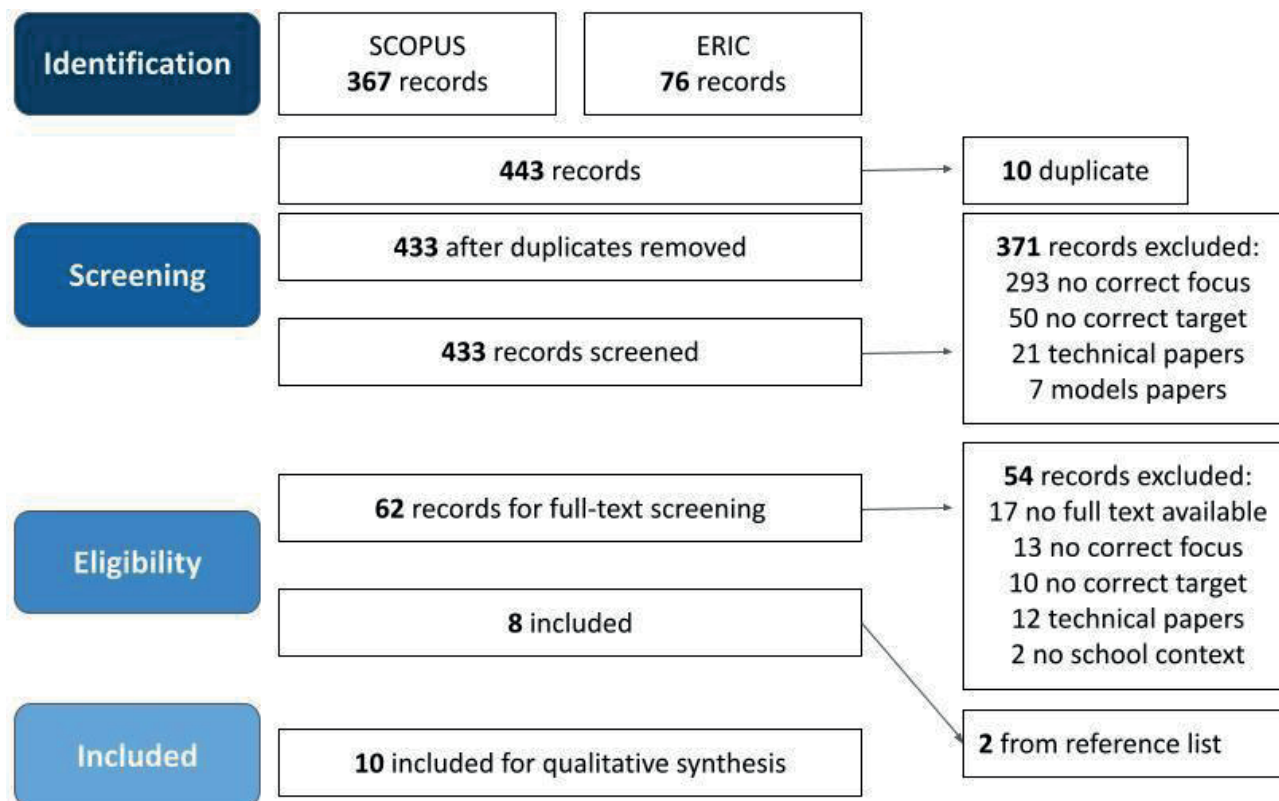 Identification
SCOPUS
367 records
ERIC
76 records
443 records
10 duplicate
Screening
433 after duplicates removed
433 records screened
371 records excluded:
293 no correct focus
50 no correct target
21 technical papers
7 models papers
Eligibility
62 records for full-text screening
8 included
54 records excluded:
17 no full text available
13 no correct focus
10 no correct target
12 technical papers
2 no school context
Included
10 included for qualitative synthesis
2 from reference list